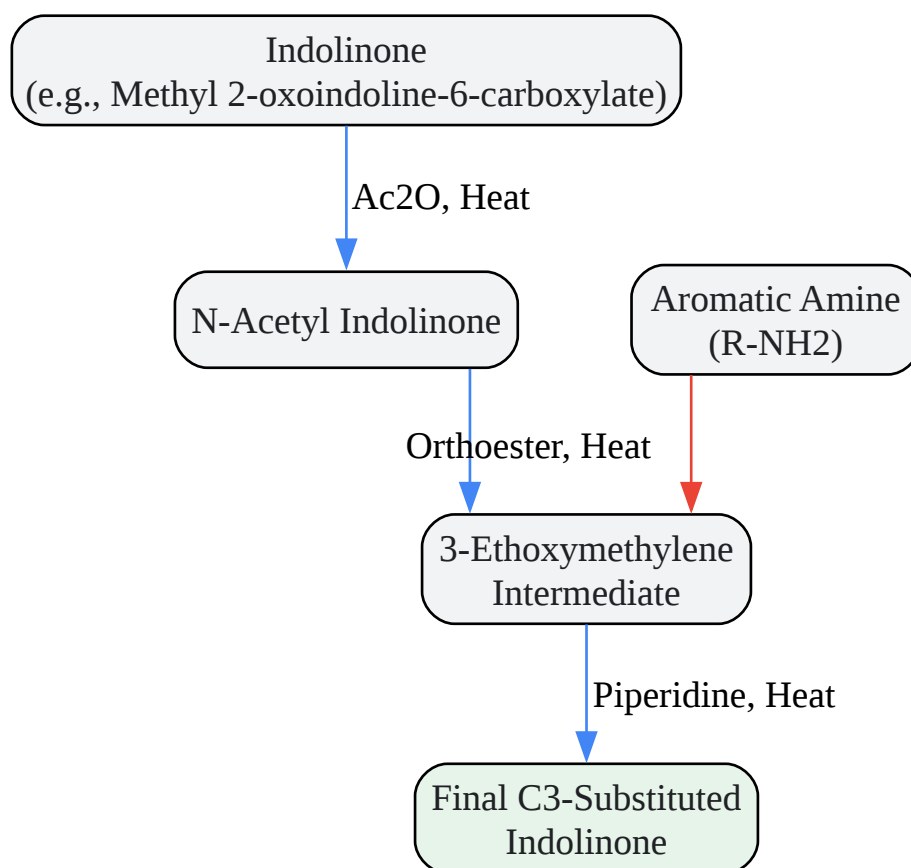 Indolinone
(e.g., Methyl 2-oxoindoline-6-carboxylate)
Ac2O, Heat
N-Acetyl Indolinone
Aromatic Amine
(R-NH2)
Orthoester, Heat
3-Ethoxymethylene
Intermediate
Piperidine, Heat
Final C3-Substituted
Indolinone